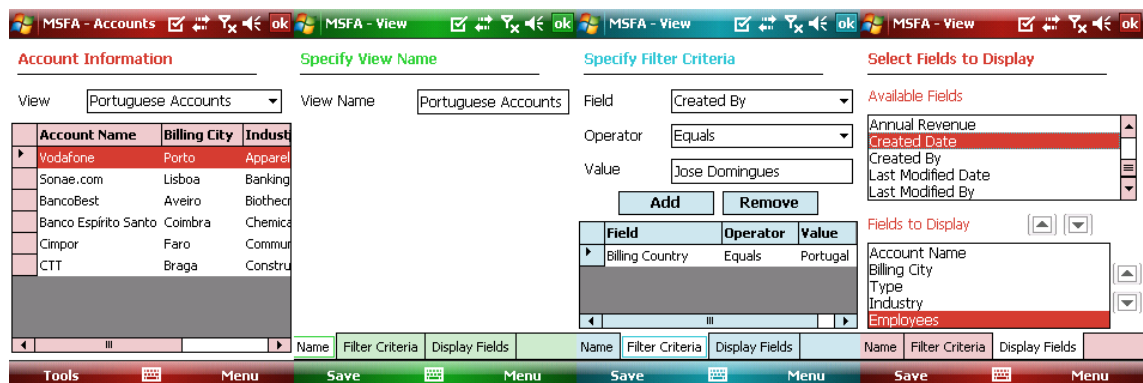 MSFA - Accounts ok
Account Information
View Portuguese Accounts
Account Name Billing City Indust
Vodafone Porto Apparel
Sonae.com Lisboa Banking
BancoBest Aveiro Biothecr
Banco Espírito Santo Coimbra Chemica
Cimpor Faro Commur
CTT Braga Constru
Tools Menu
MSFA - View ok
Specify View Name
View Name Portuguese Accounts
Name Filter Criteria Display Fields
Save Menu
MSFA - View ok
Specify Filter Criteria
Field Created By
Operator Equals
Value Jose Domingues
Add Remove
Field Operator Value
Billing Country Equals Portugal
Name Filter Criteria Display Fields
Save Menu
MSFA - View ok
Select Fields to Display
Available Fields
Annual Revenue
Created Date
Created By
Last Modified Date
Last Modified By
Fields to Display
Account Name
Billing City
Type
Industry
Employees
Name Filter Criteria Display Fields
Save Menu